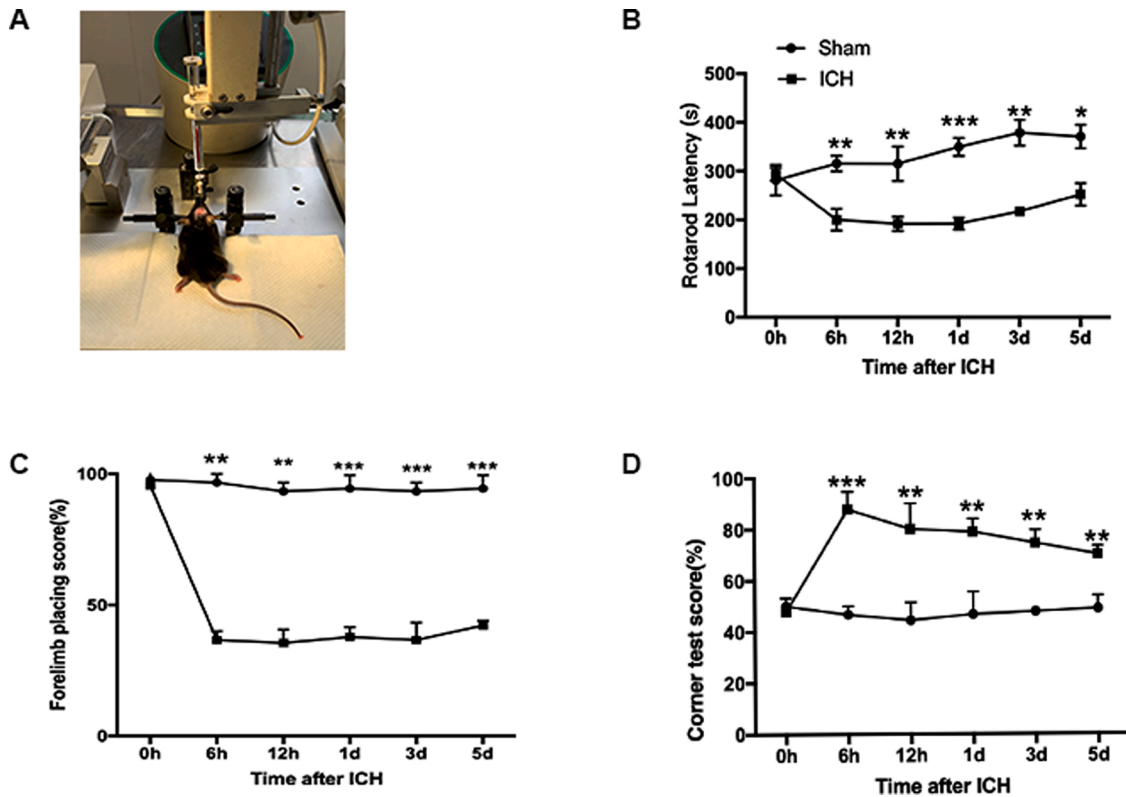 A
B
Sham
ICH
500
400
300
200
100
0
Rotarod Latency (s)
** ** *** ** *
0h 6h 12h 1d 3d 5d
Time after ICH
C
100
50
0
Forelimb placing score(%)
** ** *** *** ***
0h 6h 12h 1d 3d 5d
Time after ICH
D
100
80
60
40
20
0
Corner test score(%)
*** ** ** ** **
0h 6h 12h 1d 3d 5d
Time after ICH